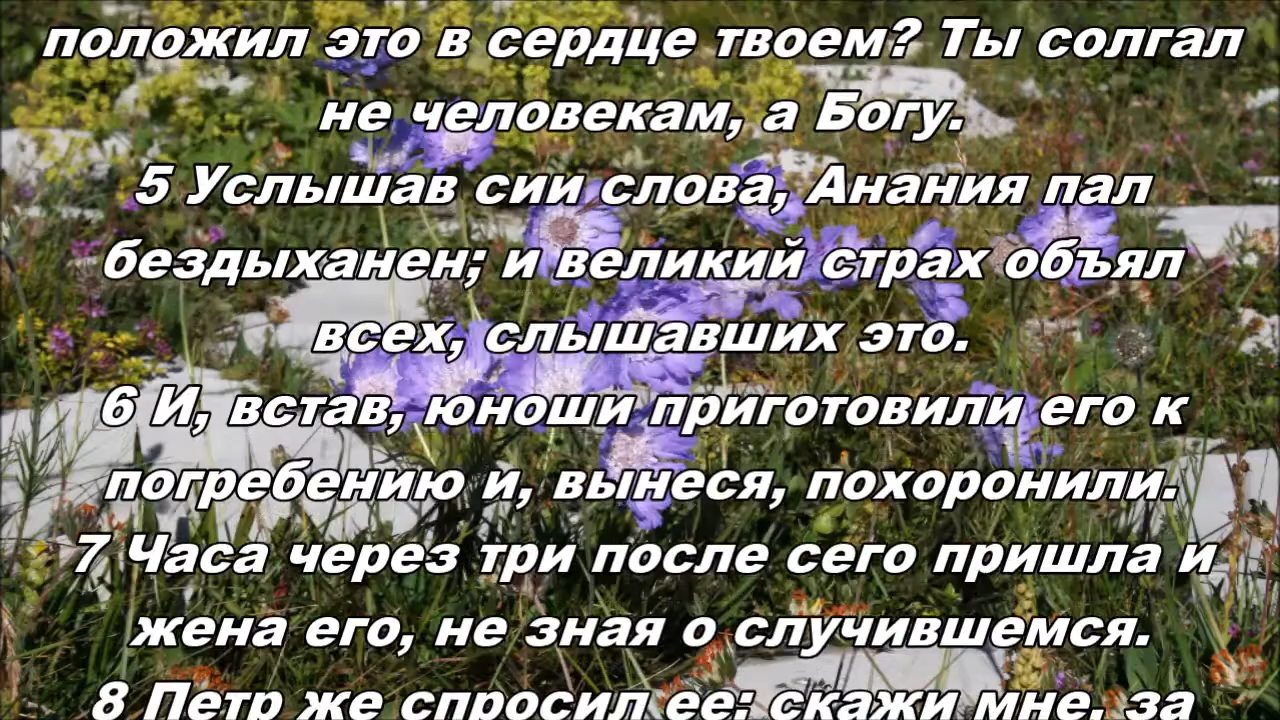 положил это в сердце твоем? Ты солгал
не человекам, а Богу.
5 Услышав сии слова, Анания пал
бездыханен; и великий страх объял
всех, слышавших это.
6 И, встав, юноши приготовили его к
погребению и, вынеся, похоронили.
7 Часа через три после сего пришла и
жена его, не зная о случившемся.
8 Петр же спросил ее: скажи мне, за